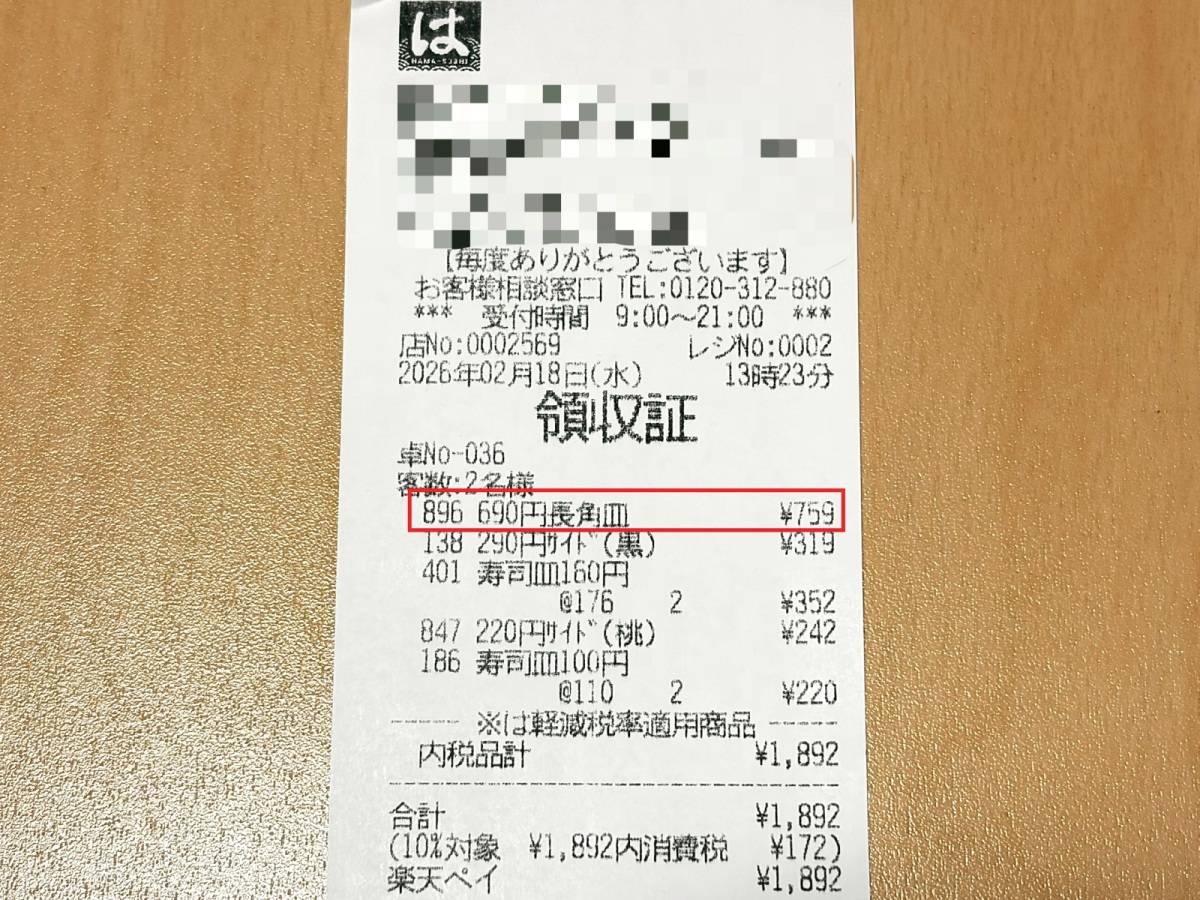 は
HAMA-SUSHI
【毎度ありがとうございます】
お客様相談窓口 TEL:0120-312-880
*** 受付時間 9:00～21:00 ***
店No:0002569 レジNo:0002
2026年02月18日(水) 13時23分
領収証
卓No-036
客数:2名様
896 690円長角皿 ¥759
138 290円ｻｲﾄﾞ(黒) ¥319
401 寿司皿160円
@176 2 ¥352
847 220円ｻｲﾄﾞ(桃) ¥242
186 寿司皿100円
@110 2 ¥220
※は軽減税率適用商品
内税品計 ¥1,892
合計 ¥1,892
(10%対象 ¥1,892内消費税 ¥172)
楽天ペイ ¥1,892